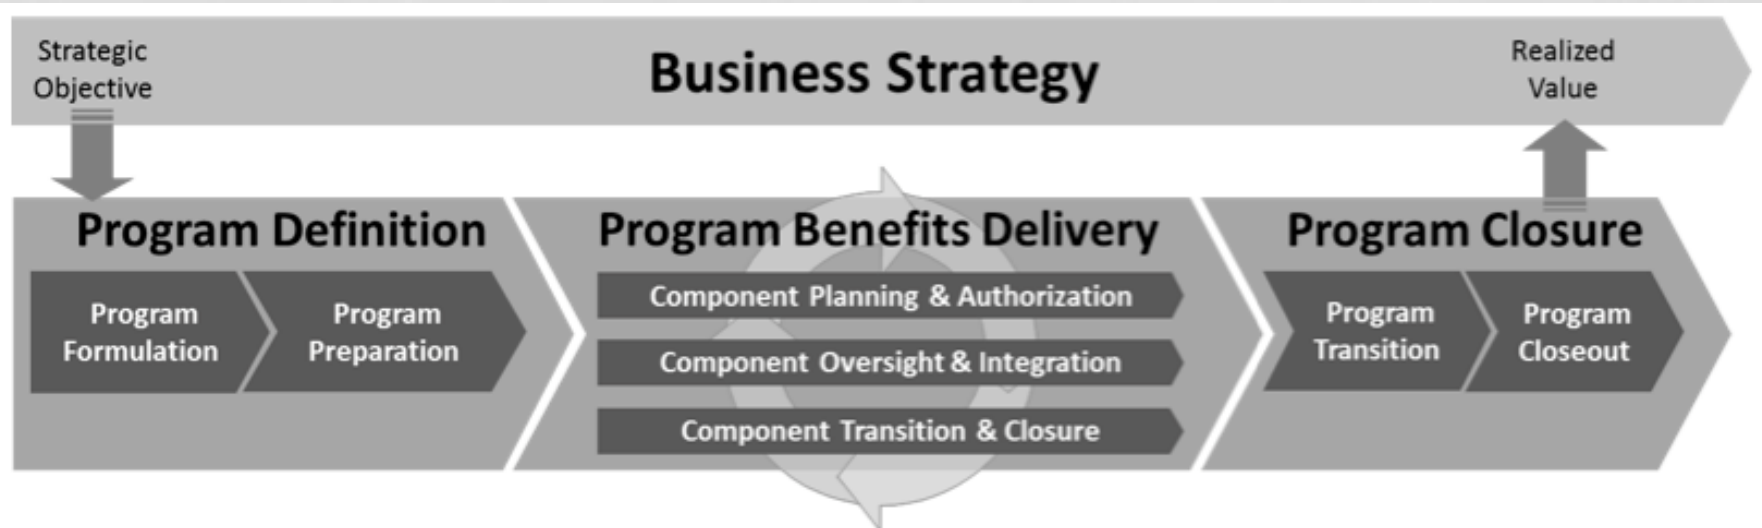 Strategic
Objective
Business Strategy
Realized
Value
Program Definition
Program
Formulation
Program
Preparation
Program Benefits Delivery
Component Planning & Authorization
Component Oversight & Integration
Component Transition & Closure
Program Closure
Program
Transition
Program
Closeout